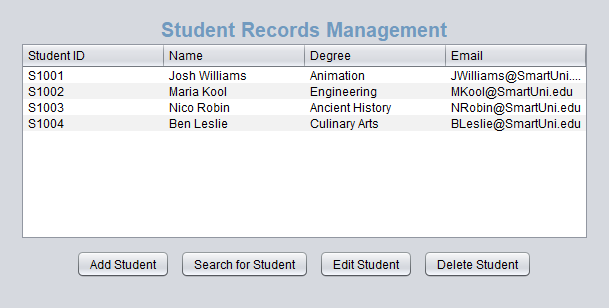 Student Records Management
Student ID Name Degree Email
S1001 Josh Williams Animation JWilliams@SmartUni....
S1002 Maria Kool Engineering MKool@SmartUni.edu
S1003 Nico Robin Ancient History NRobin@SmartUni.edu
S1004 Ben Leslie Culinary Arts BLeslie@SmartUni.edu
Add Student Search for Student Edit Student Delete Student